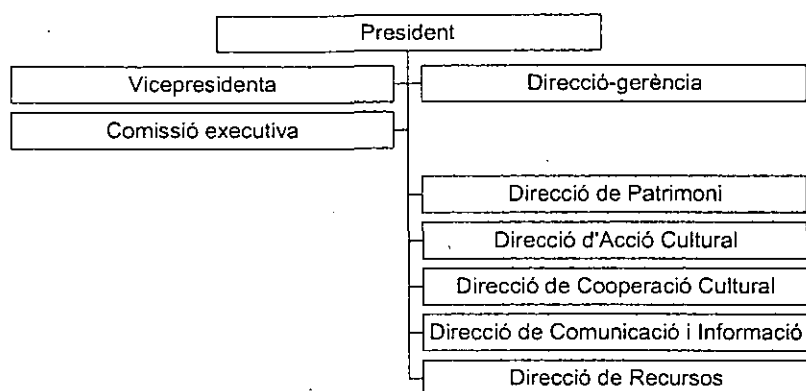 President
Vicepresidenta
Direcció-gerència
Comissió executiva
Direcció de Patrimoni
Direcció d'Acció Cultural
Direcció de Cooperació Cultural
Direcció de Comunicació i Informació
Direcció de Recursos